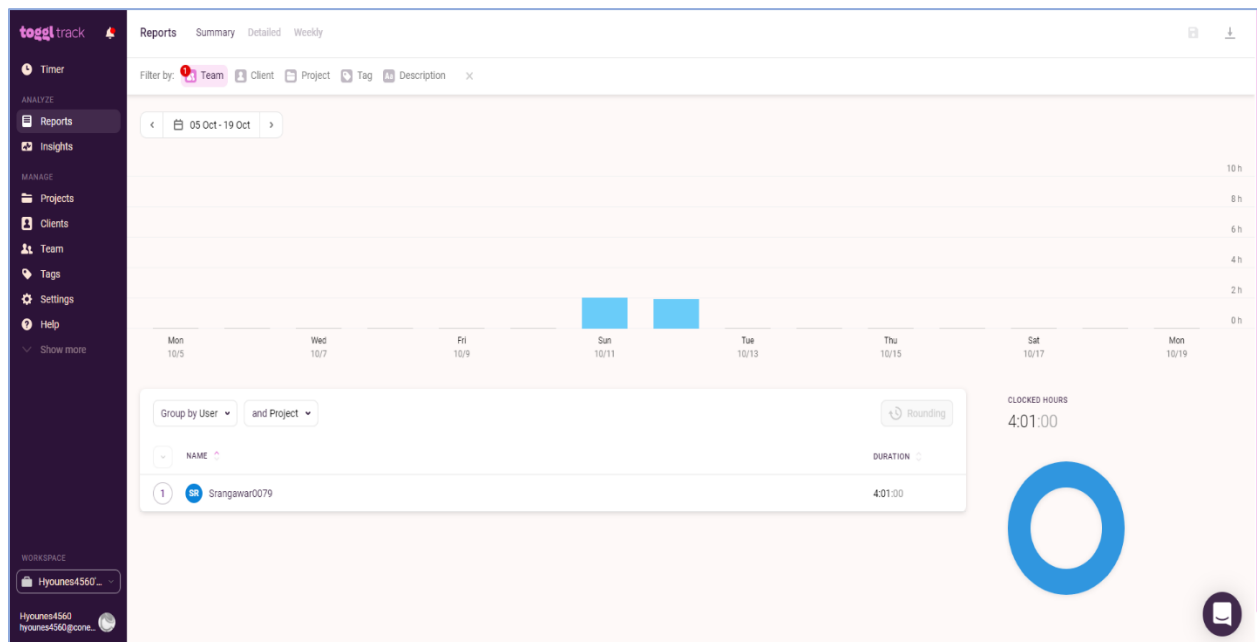 toggl track
Timer
ANALYZE
Reports
Insights
MANAGE
Projects
Clients
Team
Tags
Settings
Help
Show more
WORKSPACE
Hyounes4560'...
Hyounes4560
hyounes4560@cone...
Reports Summary Detailed Weekly
Filter by: 1 Team Client Project Tag Aa Description ×
05 Oct - 19 Oct
10 h
8 h
6 h
4 h
2 h
0 h
Mon Wed Fri Sun Tue Thu Sat Mon
10/5 10/7 10/9 10/11 10/13 10/15 10/17 10/19
Group by User and Project Rounding
NAME DURATION
1 SR Srangawar0079 4:01:00
CLOCKED HOURS
4:01:00